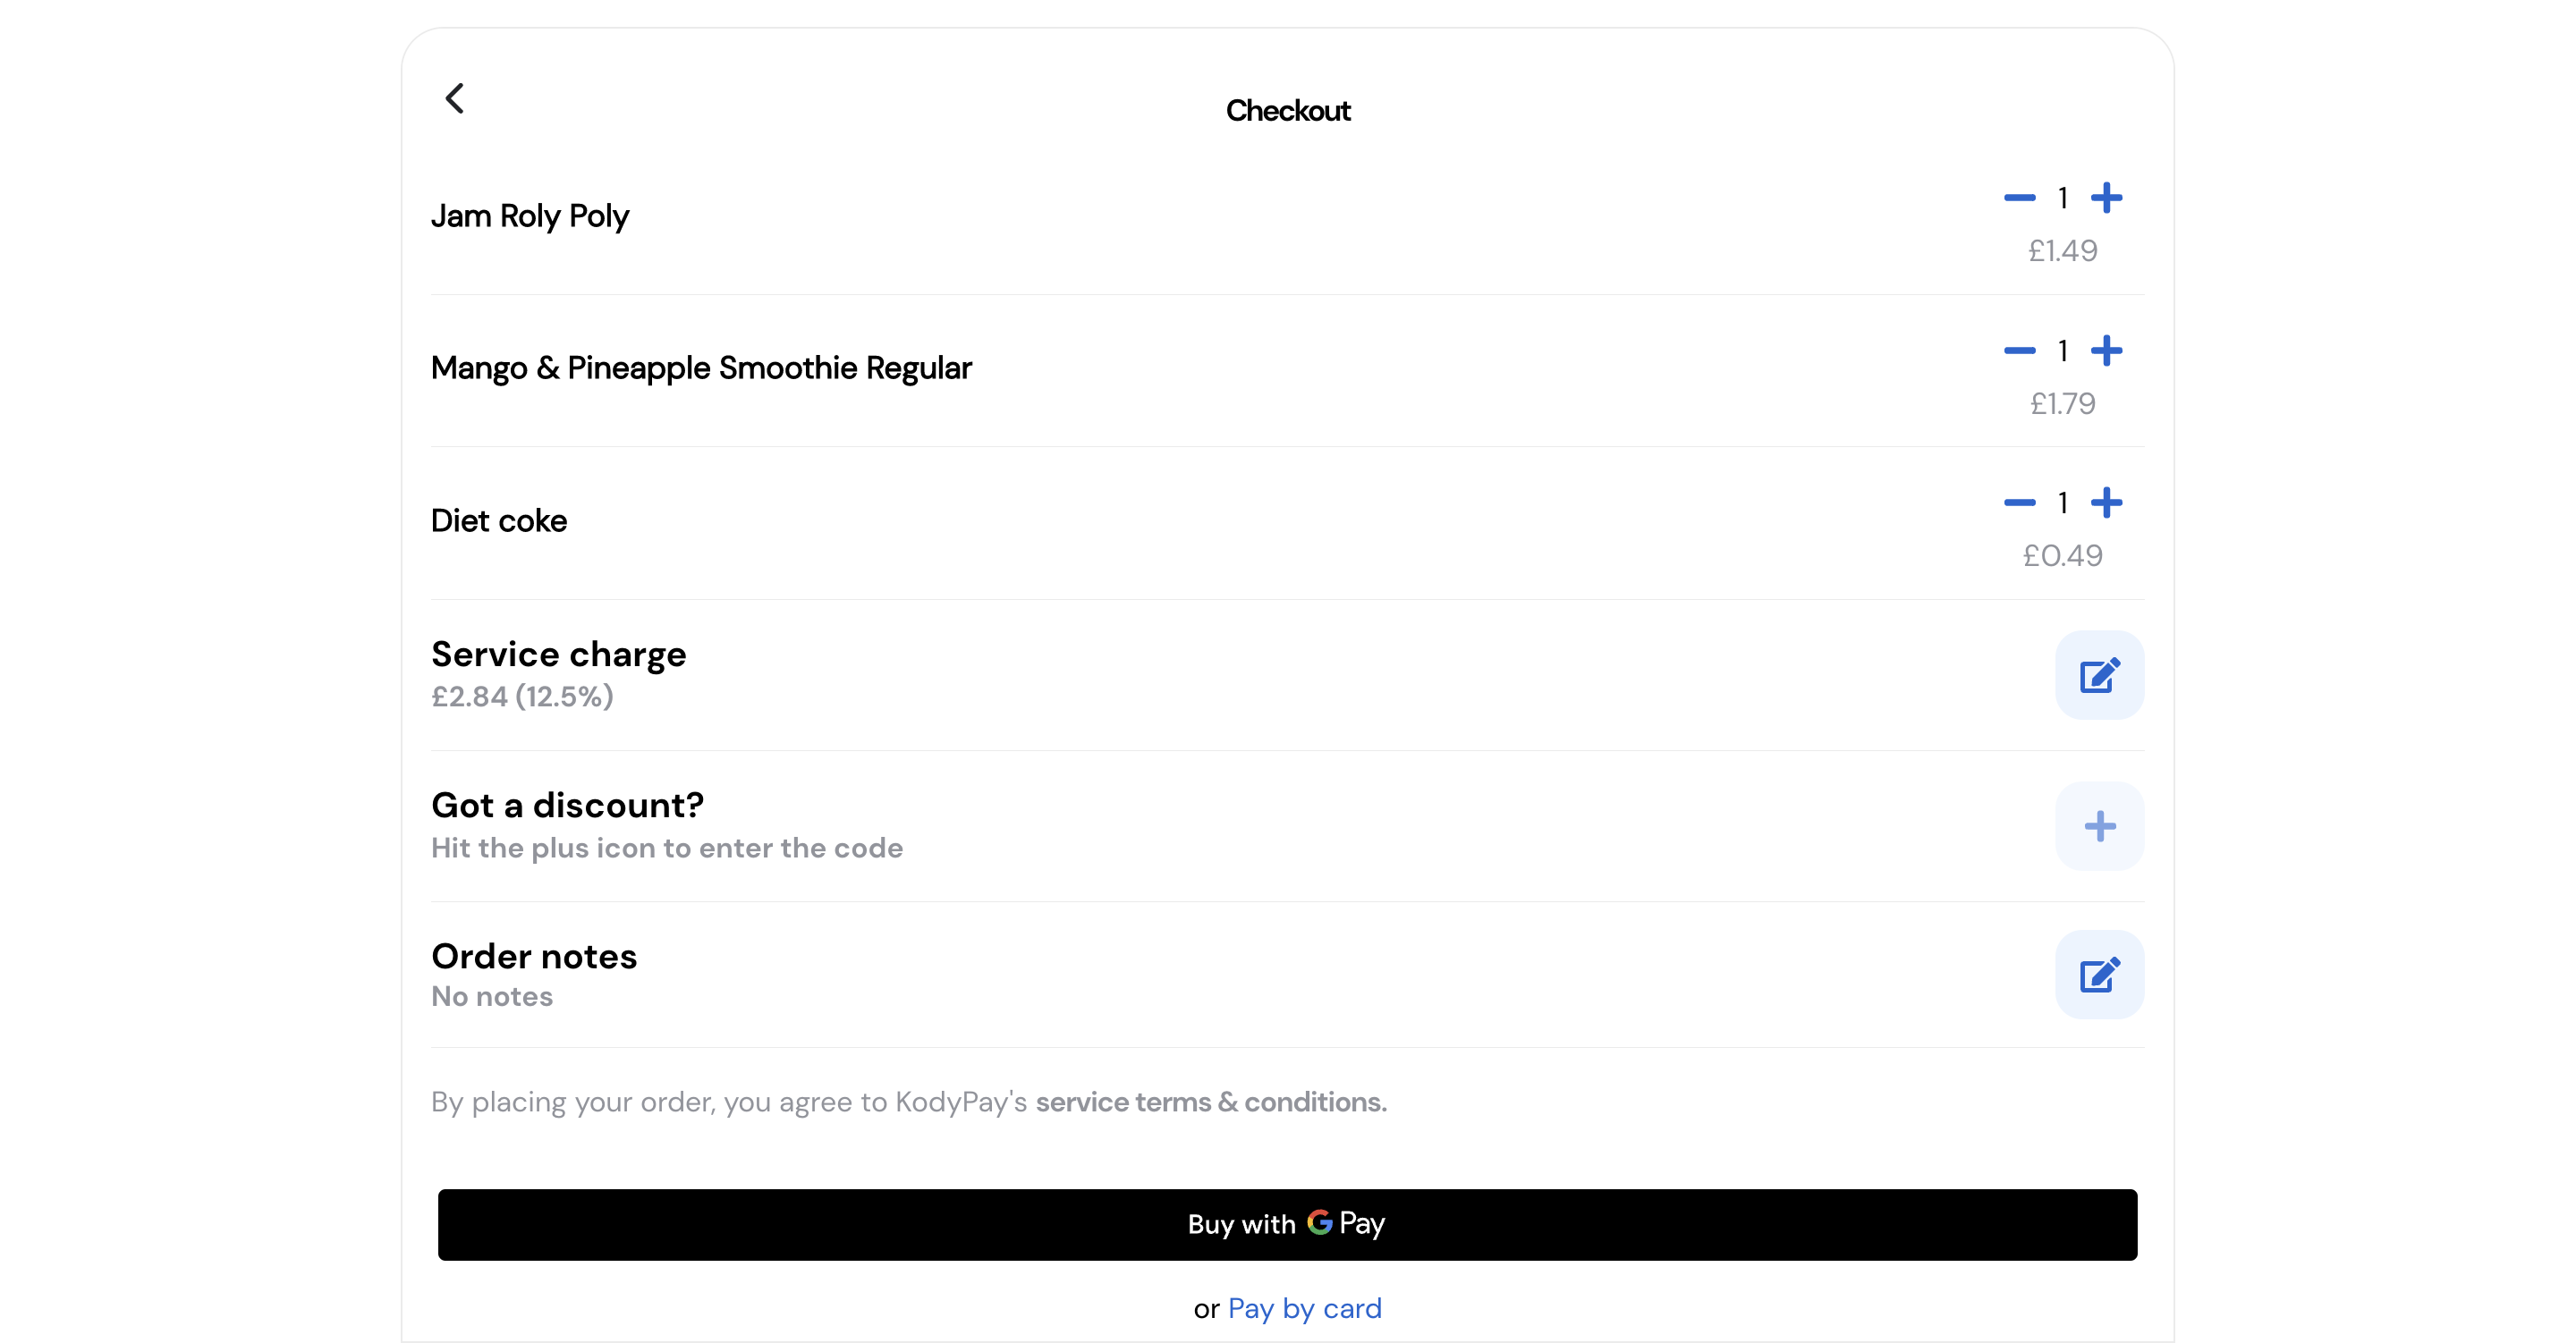 Checkout
Jam Roly Poly
1
£1.49
Mango & Pineapple Smoothie Regular
1
£1.79
Diet coke
1
£0.49
Service charge
£2.84 (12.5%)
Got a discount?
Hit the plus icon to enter the code
Order notes
No notes
By placing your order, you agree to KodyPay's service terms & conditions.
Buy with G Pay
or Pay by card